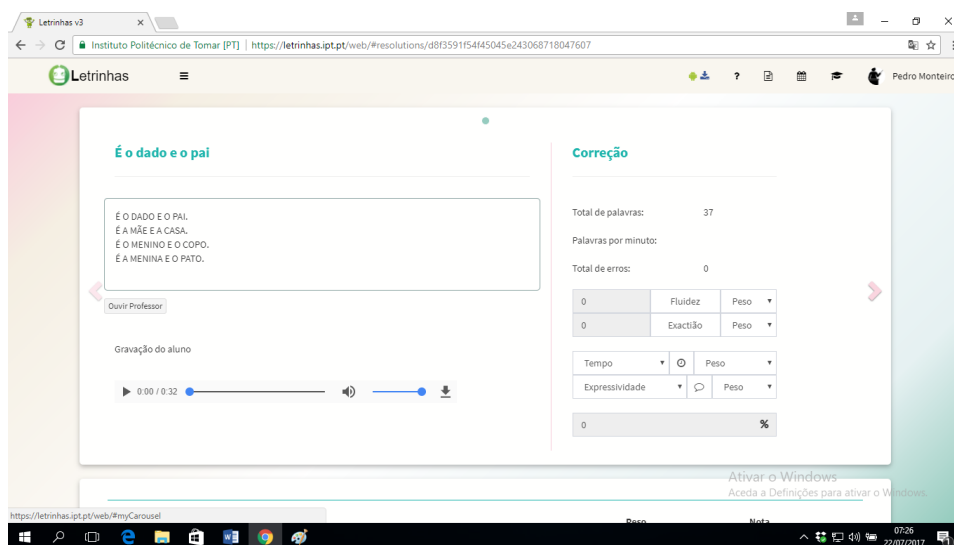 Letrinhas v3
Instituto Politécnico de Tomar [PT] | https://letrinhas.ipt.pt/web/#resolutions/d8f3591f54f45045e243068718047607
Letrinhas
?
Pedro Monteiro
É o dado e o pai
É O DADO E O PAI.
É A MÃE E A CASA.
É O MENINO E O COPO.
É A MENINA E O PATO.
Ouvir Professor
Gravação do aluno
0:00 / 0:32
Correção
Total de palavras: 37
Palavras por minuto:
Total de erros: 0
0 Fluidez Peso
0 Exactião Peso
Tempo Peso
Expressividade Peso
0 %
Ativar o Windows
Aceda a Definições para ativar o Windows.
Peso Nota
https://letrinhas.ipt.pt/web/#myCarousel
07:26
22/07/2017